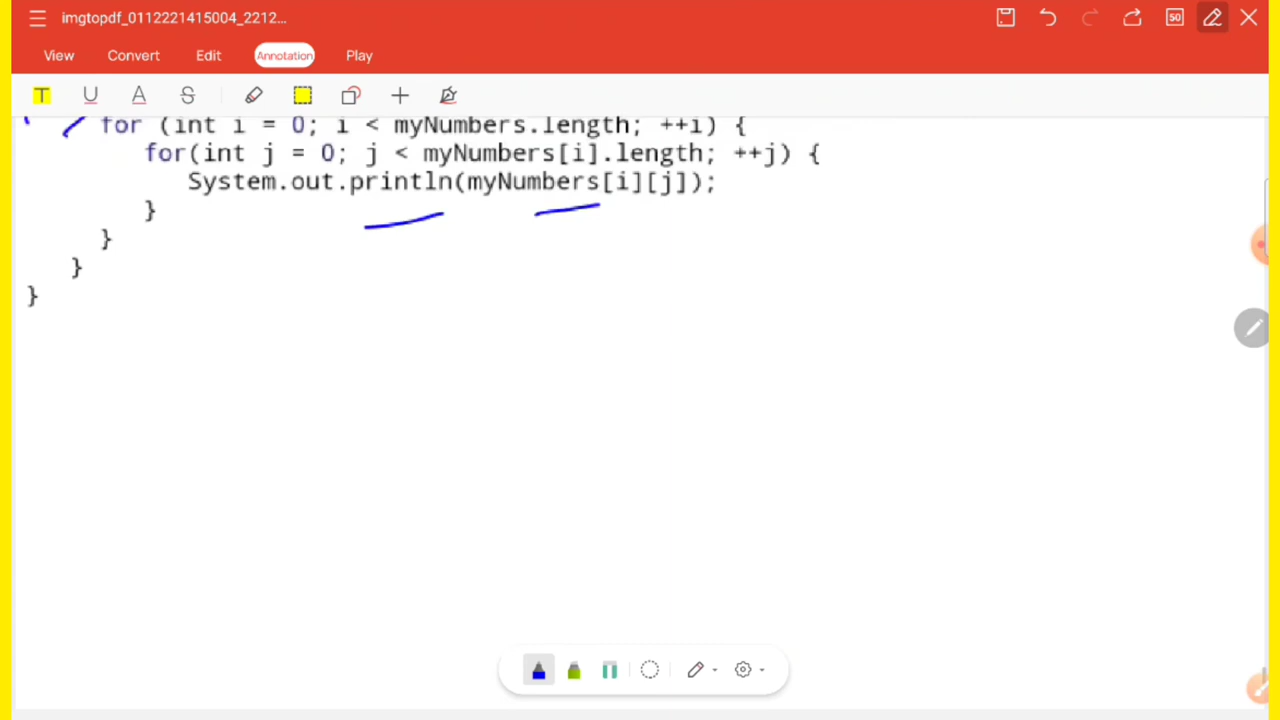 imgtopdf_0112221415004_2212...
50
View Convert Edit Annotation Play
T U A S
for (int i = 0; i < myNumbers.length; ++i) {
for(int j = 0; j < myNumbers[i].length; ++j) {
System.out.println(myNumbers[i][j]);
}
}
}
}